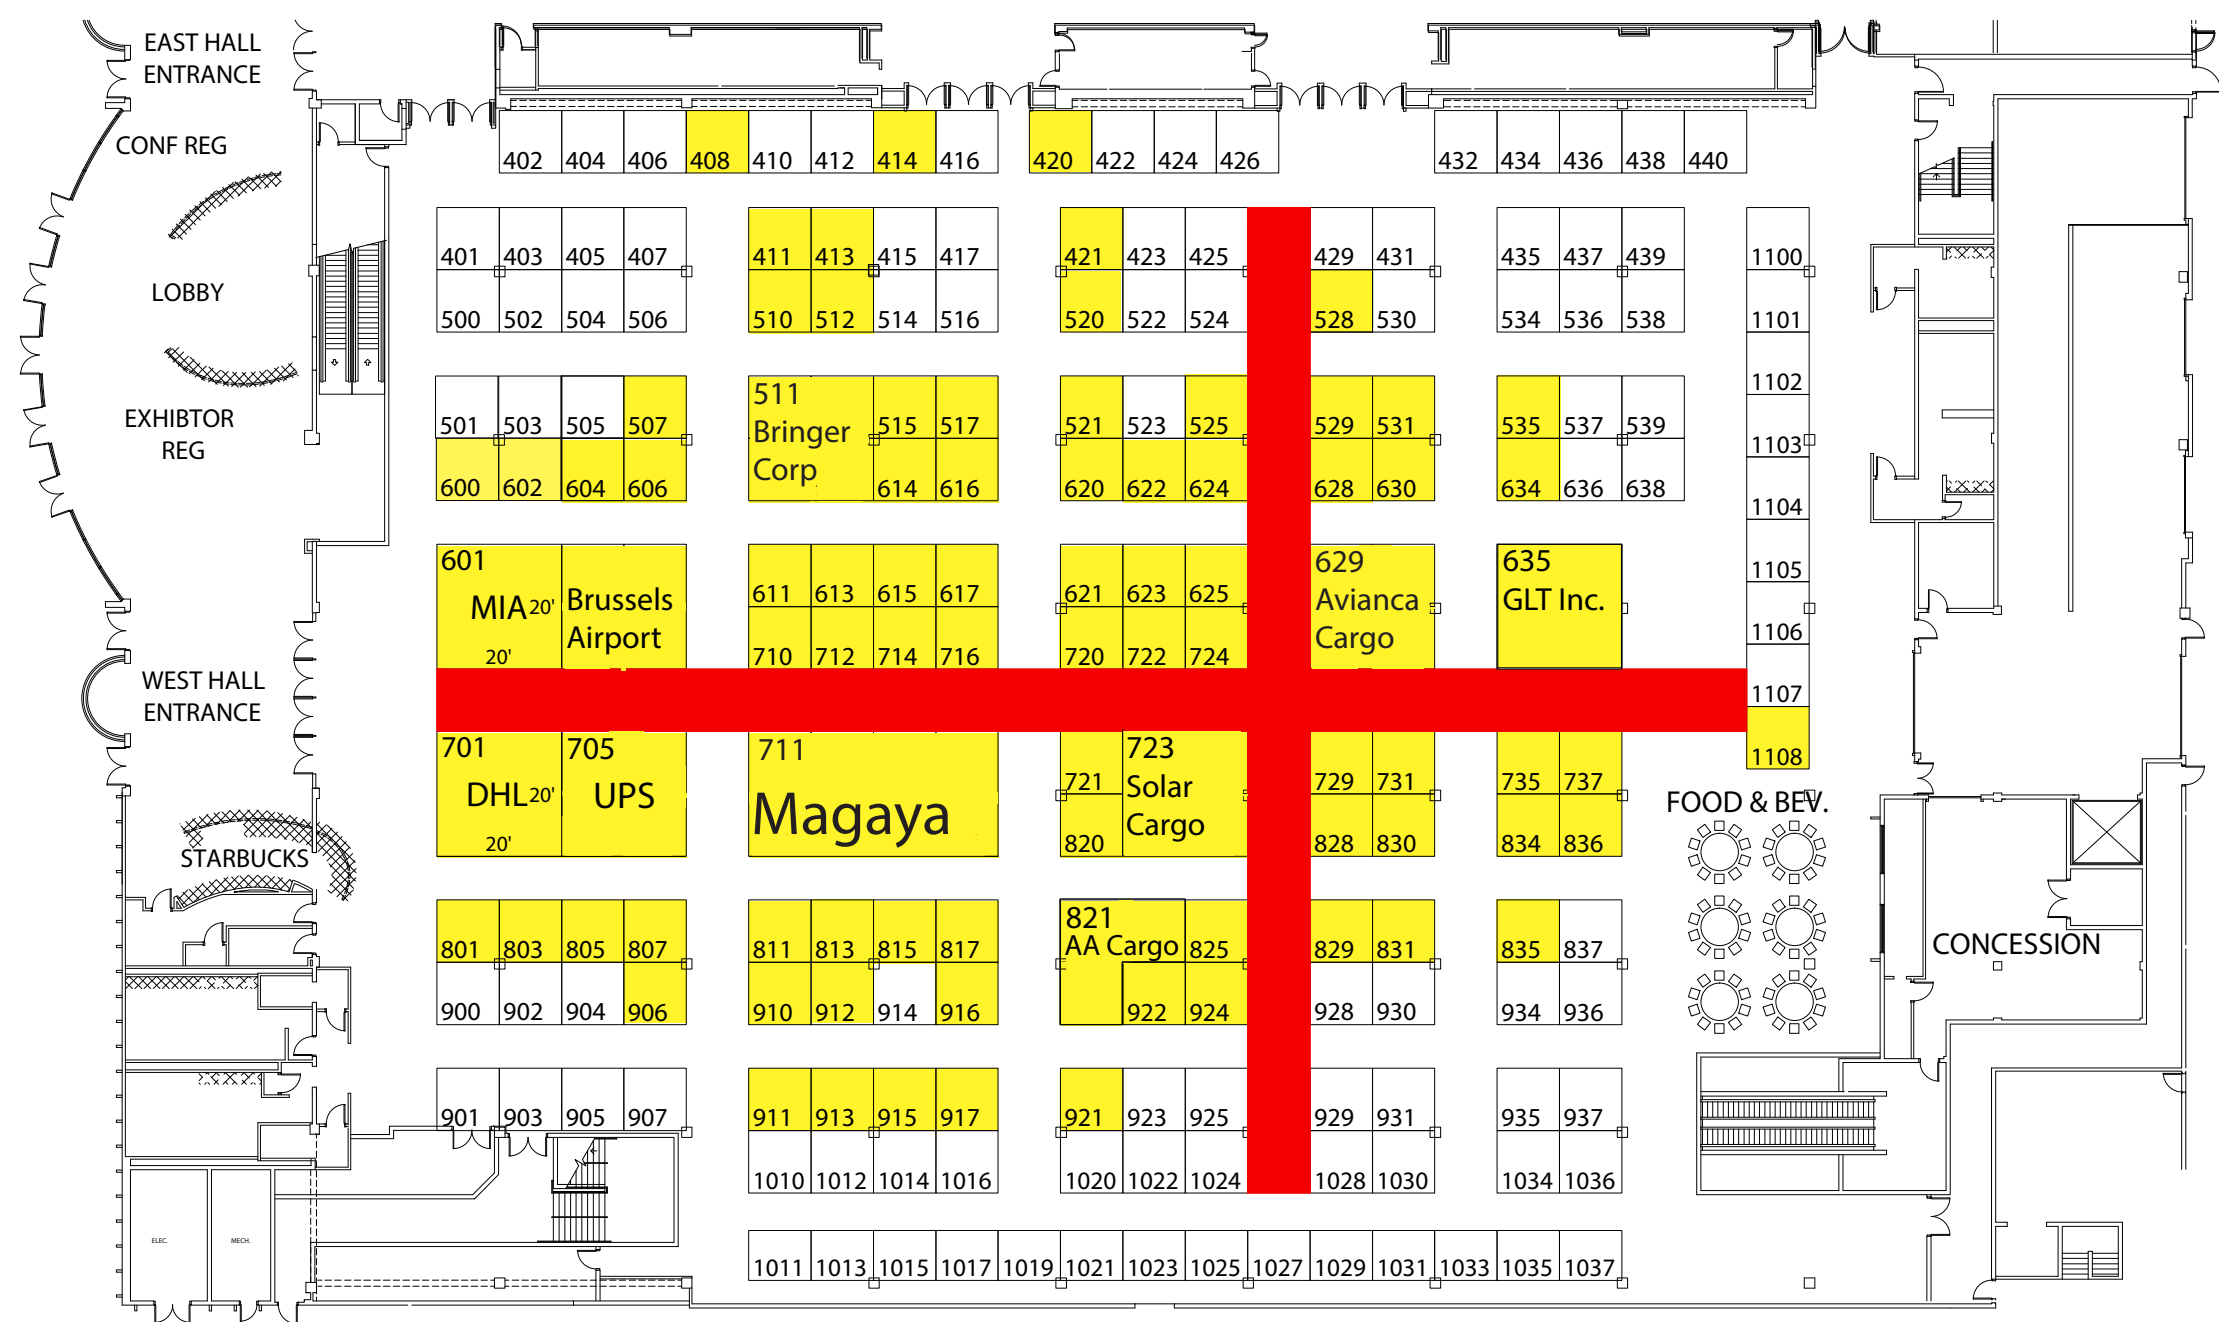 EAST HALL
ENTRANCE
CONF REG
402 404 406 408 410 412 414 416 420 422 424 426 432 434 436 438 440
401 403 405 407 411 413 415 417 421 423 425 429 431 435 437 439 1100
LOBBY
500 502 504 506 510 512 514 516 520 522 524 528 530 534 536 538 1101
1102
EXHIBTOR
REG
511
Bringer
Corp
501 503 505 507 515 517 521 523 525 529 531 535 537 539 1103
600 602 604 606 614 616 620 622 624 628 630 634 636 638
1104
601
MIA 20'
20'
Brussels
Airport
611 613 615 617 621 623 625
629
Avianca
Cargo
635
GLT Inc.
1105
1106
710 712 714 716 720 722 724
WEST HALL
ENTRANCE
1107
1108
701
DHL 20'
20'
705
UPS
711
Magaya
721
723
Solar
Cargo
729 731 735 737
820 828 830 834 836
FOOD & BEV.
STARBUCKS
801 803 805 807 811 813 815 817
821
AA Cargo
825 829 831 835 837
CONCESSION
900 902 904 906 910 912 914 916 922 924 928 930 934 936
901 903 905 907 911 913 915 917 921 923 925 929 931 935 937
1010 1012 1014 1016 1020 1022 1024 1028 1030 1034 1036
ELEC.
MECH.
1011 1013 1015 1017 1019 1021 1023 1025 1027 1029 1031 1033 1035 1037